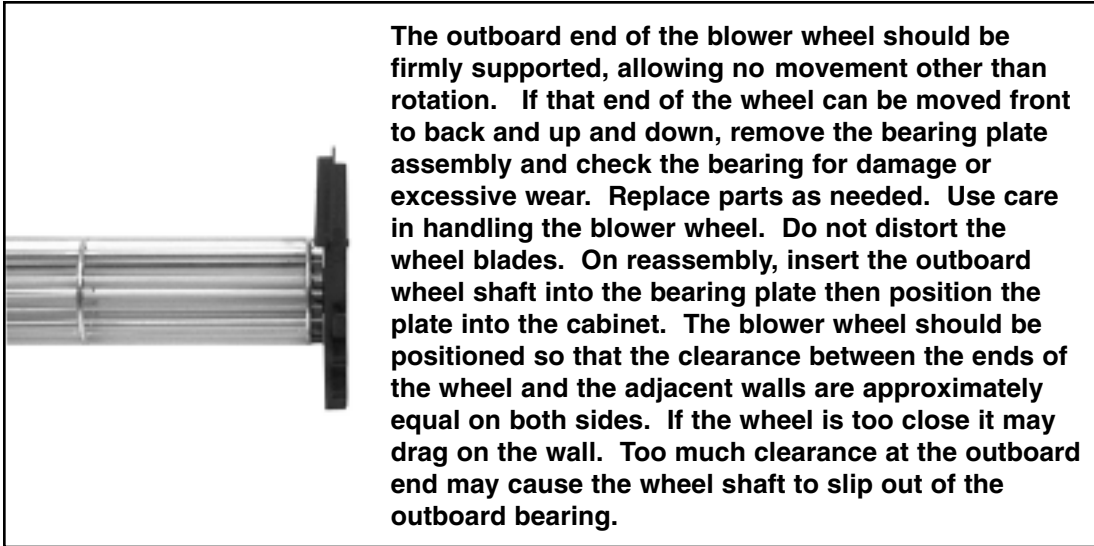 The outboard end of the blower wheel should be
firmly supported, allowing no movement other than
rotation.   If that end of the wheel can be moved front
to back and up and down, remove the bearing plate
assembly and check the bearing for damage or
excessive wear.  Replace parts as needed.  Use care
in handling the blower wheel.  Do not distort the
wheel blades.  On reassembly, insert the outboard
wheel shaft into the bearing plate then position the
plate into the cabinet.  The blower wheel should be
positioned so that the clearance between the ends of
the wheel and the adjacent walls are approximately
equal on both sides.  If the wheel is too close it may
drag on the wall.  Too much clearance at the outboard
end may cause the wheel shaft to slip out of the
outboard bearing.